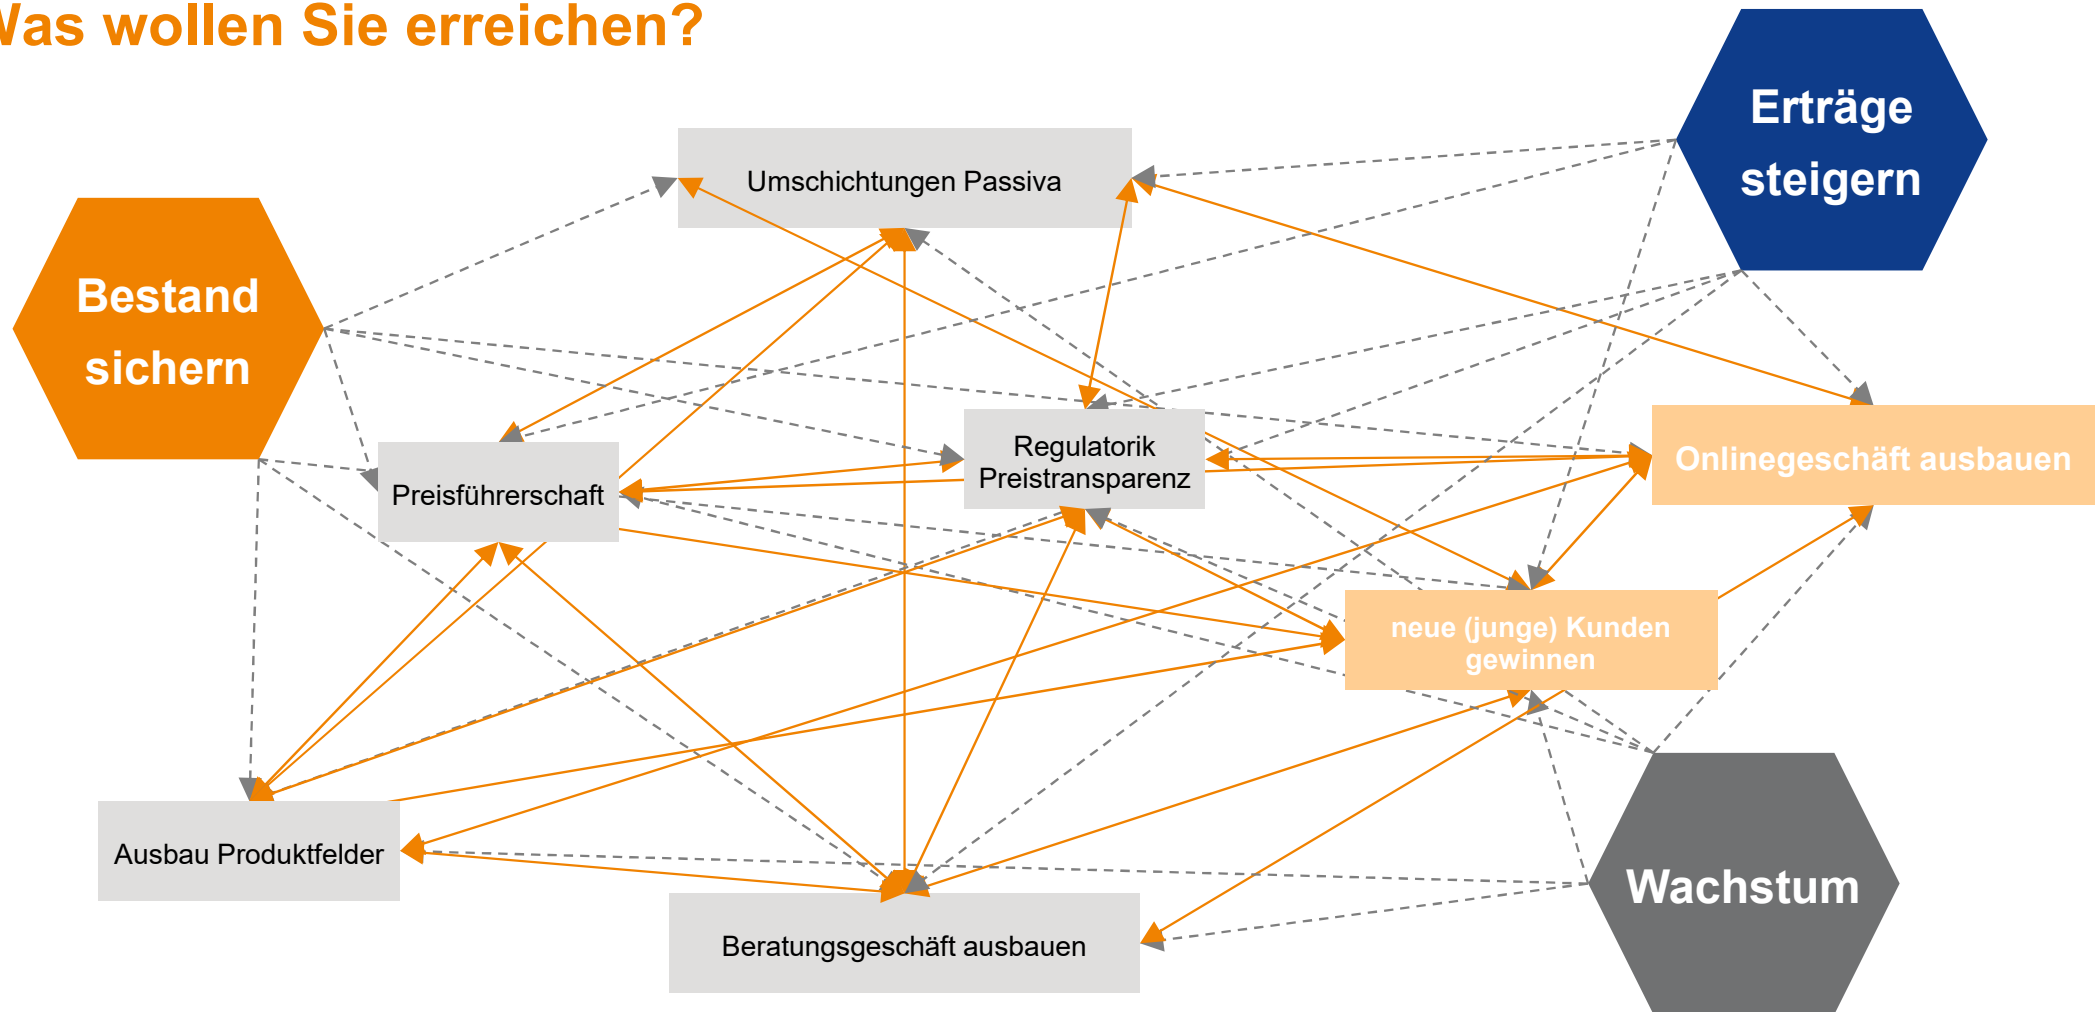 Was wollen Sie erreichen?
Erträge
steigern
Umschichtungen Passiva
Bestand
sichern
Regulatorik
Preistransparenz
Onlinegeschäft ausbauen
Preisführerschaft
neue (junge) Kunden
gewinnen
Ausbau Produktfelder
Wachstum
Beratungsgeschäft ausbauen